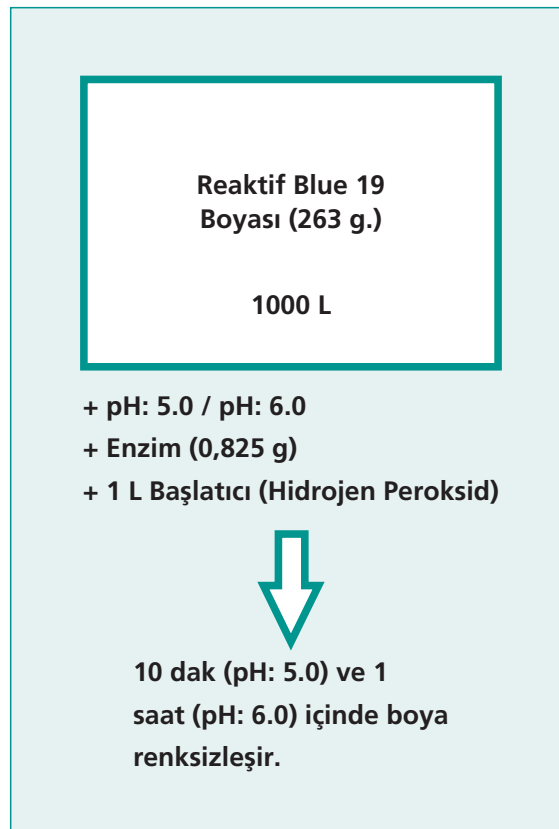 Reaktif Blue 19
Boyası (263 g.)
1000 L
+ pH: 5.0 / pH: 6.0
+ Enzim (0,825 g)
+ 1 L Başlatıcı (Hidrojen Peroksid)
10 dak (pH: 5.0) ve 1
saat (pH: 6.0) içinde boya
renksizleşir.